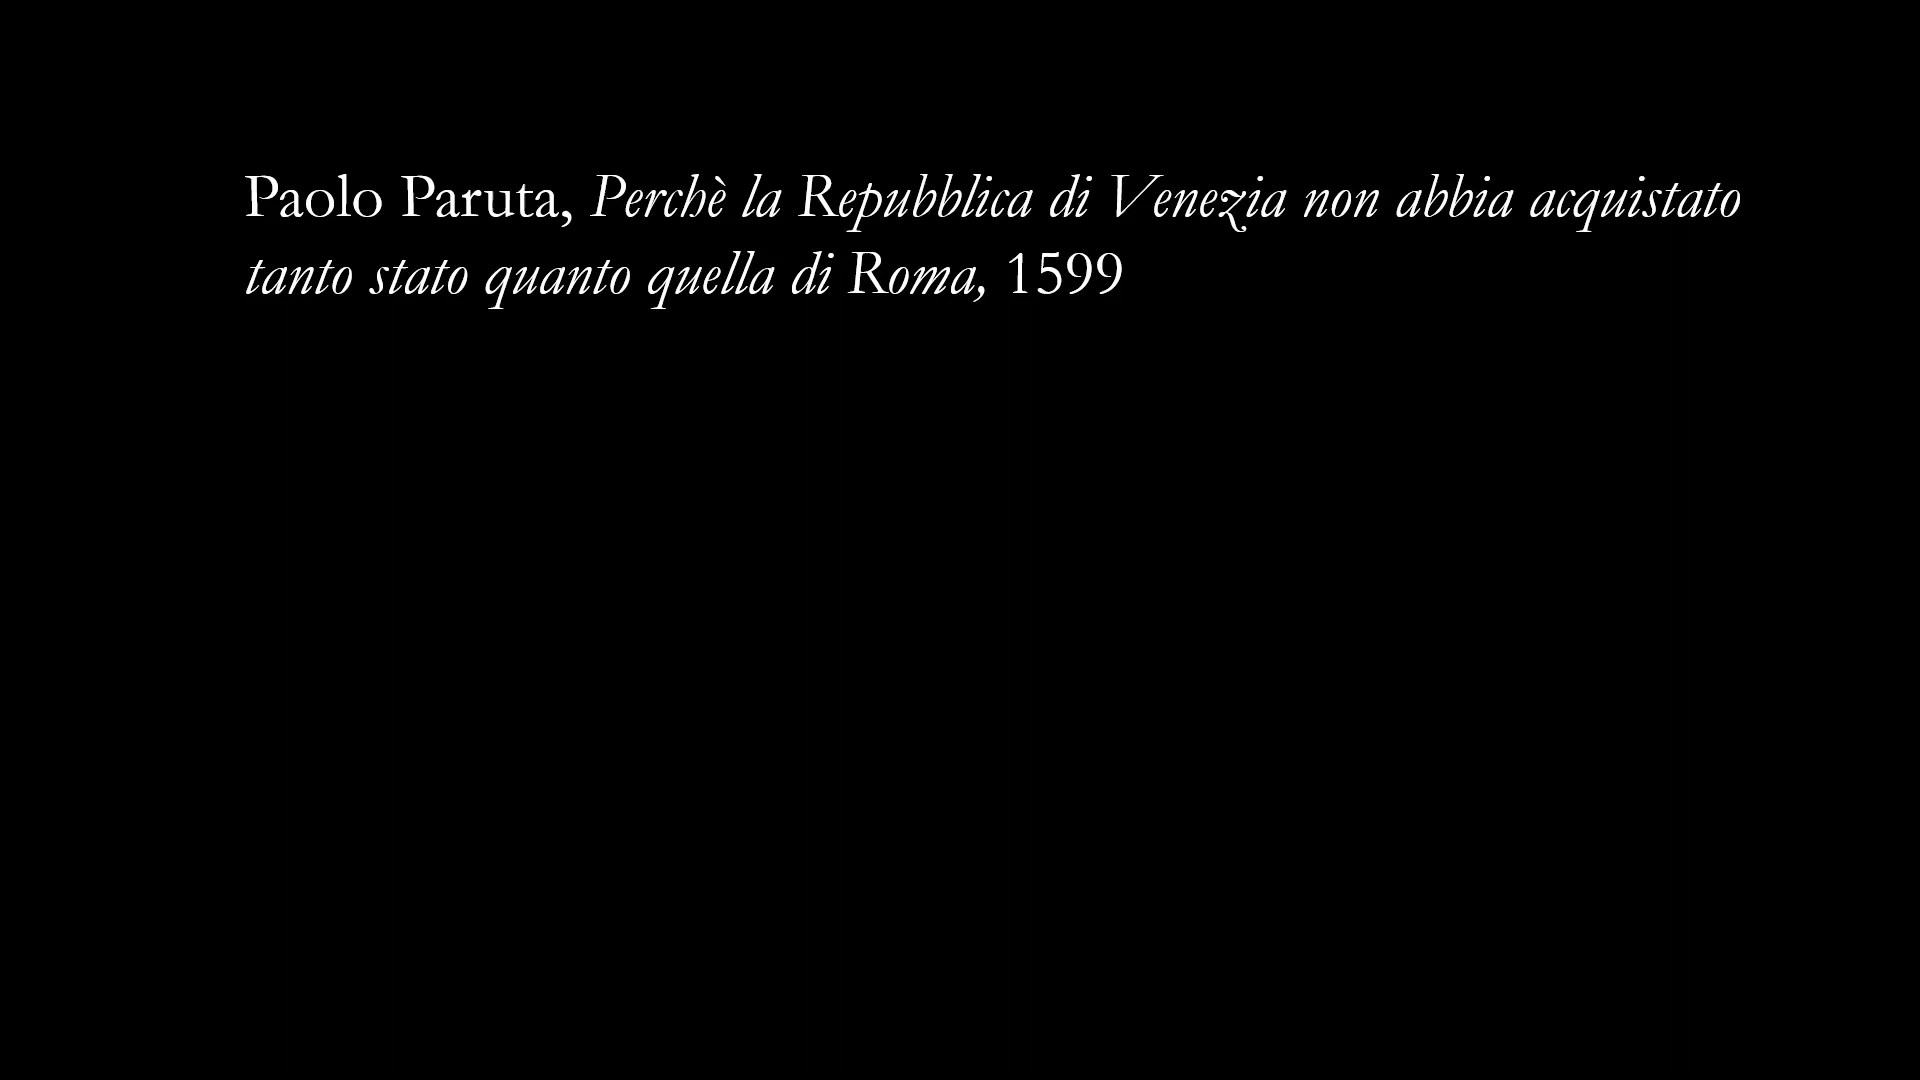 Paolo Paruta, Perchè la Repubblica di Venezia non abbia acquistato
tanto stato quanto quella di Roma, 1599